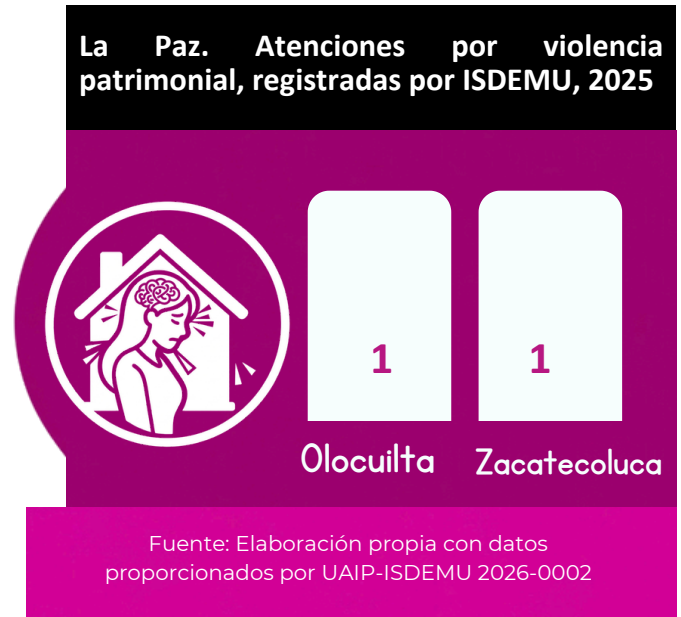 La Paz. Atenciones por violencia
patrimonial, registradas por ISDEMU, 2025
1
1
Olocuilta
Zacatecoluca
Fuente: Elaboración propia con datos
proporcionados por UAIP-ISDEMU 2026-0002